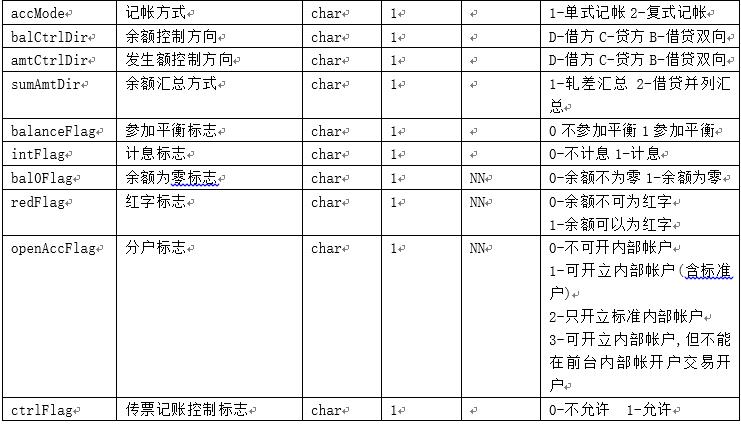 accMode 记帐方式 char 1 1-单式记帐 2-复式记帐
balCtrlDir 余额控制方向 char 1 D-借方 C-贷方 B-借贷双向
amtCtrlDir 发生额控制方向 char 1 D-借方 C-贷方 B-借贷双向
sumAmtDir 余额汇总方式 char 1 1-轧差汇总 2-借贷并列汇
总
balanceFlag 参加平衡标志 char 1 0 不参加平衡 1 参加平衡
intFlag 计息标志 char 1 0-不计息 1-计息
bal0Flag 余额为零标志 char 1 NN 0-余额不为零 1-余额为零
redFlag 红字标志 char 1 NN 0-余额不可为红字
1-余额可以为红字
openAccFlag 分户标志 char 1 NN 0-不可开内部帐户
1-可开立内部帐户(含标准
户)
2-只开立标准内部帐户
3-可开立内部帐户,但不能
在前台内部帐开户交易开
户
ctrlFlag 传票记账控制标志 char 1 0-不允许 1-允许